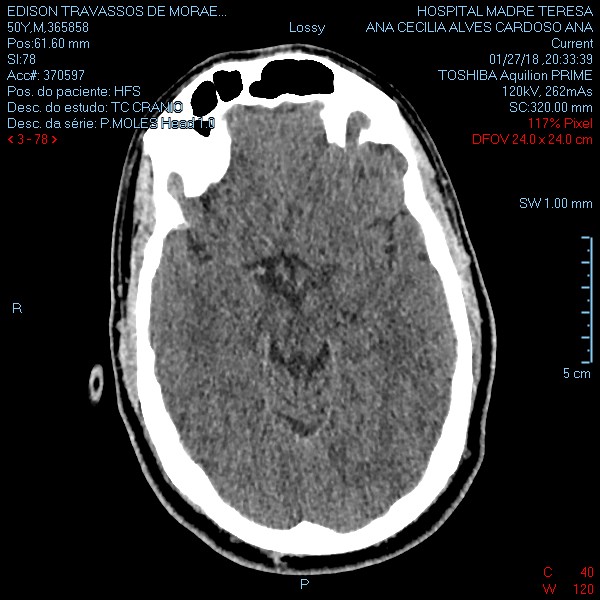 EDISON TRAVASSOS DE MORAE...
50Y,M,365858
Pos:61.60 mm
SI:78
Acc#: 370597
Pos. do paciente: HFS
Desc. do estudo: TC CRANIO
Desc. da série: P.MOLES Head 1.0
< 3 - 78 >
Lossy
HOSPITAL MADRE TERESA
ANA CECILIA ALVES CARDOSO ANA
Current
01/27/18 ,20:33:39
TOSHIBA Aquilion PRIME
120kV, 262mAs
SC:320.00 mm
117% Pixel
DFOV 24.0 x 24.0 cm
SW 1.00 mm
R
5 cm
P
C 40
W 120